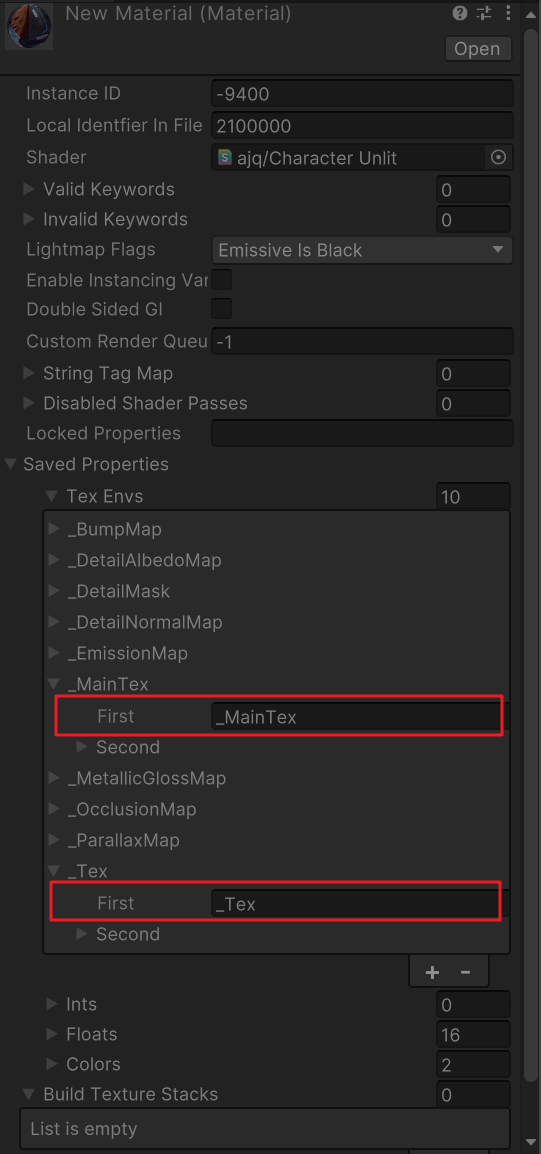 New Material (Material)
Open
Instance ID -9400
Local Identfier In File 2100000
Shader ajq/Character Unlit
Valid Keywords 0
Invalid Keywords 0
Lightmap Flags Emissive Is Black
Enable Instancing Var
Double Sided GI
Custom Render Queu -1
String Tag Map 0
Disabled Shader Passes 0
Locked Properties
Saved Properties
Tex Envs 10
_BumpMap
_DetailAlbedoMap
_DetailMask
_DetailNormalMap
_EmissionMap
_MainTex
First _MainTex
Second
_MetallicGlossMap
_OcclusionMap
_ParallaxMap
_Tex
First _Tex
Second
+ -
Ints 0
Floats 16
Colors 2
Build Texture Stacks 0
List is empty